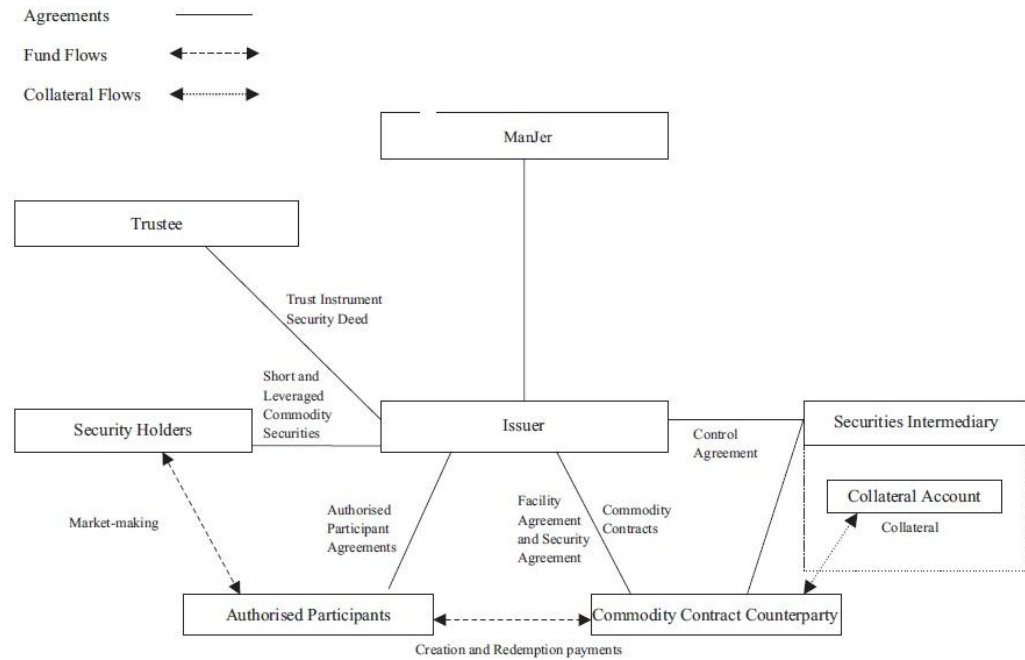 Agreements
Fund Flows
Collateral Flows
ManJer
Trustee
Trust Instrument
Security Deed
Short and
Leveraged
Commodity
Securities
Security Holders
Issuer
Securities Intermediary
Control
Agreement
Collateral Account
Collateral
Market-making
Authorised
Participant
Agreements
Facility
Agreement
and Security
Agreement
Commodity
Contracts
Authorised Participants
Commodity Contract Counterparty
Creation and Redemption payments